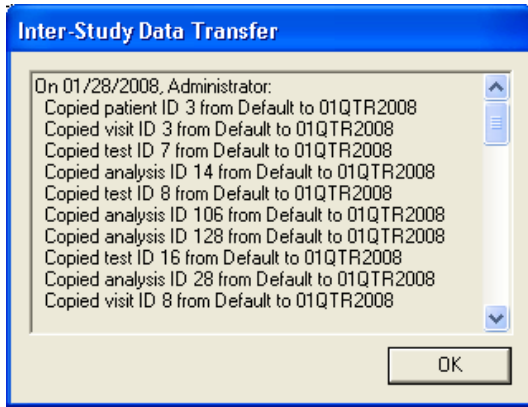 Inter-Study Data Transfer
On 01/28/2008, Administrator:
Copied patient ID 3 from Default to 01QTR2008
Copied visit ID 3 from Default to 01QTR2008
Copied test ID 7 from Default to 01QTR2008
Copied analysis ID 14 from Default to 01QTR2008
Copied test ID 8 from Default to 01QTR2008
Copied analysis ID 106 from Default to 01QTR2008
Copied analysis ID 128 from Default to 01QTR2008
Copied test ID 16 from Default to 01QTR2008
Copied analysis ID 28 from Default to 01QTR2008
Copied visit ID 8 from Default to 01QTR2008
OK